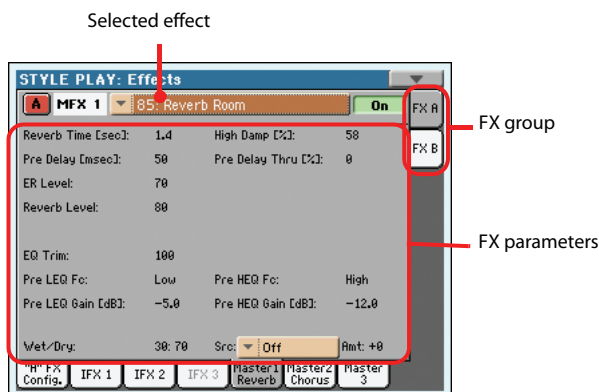 Selected effect
STYLE PLAY: Effects
A MFX 1 85: Reverb Room On FX A
FX group
Reverb Time [sec]: 1.4 High Damp [%]: 58
FX B
Pre Delay [msec]: 50 Pre Delay Thru [%]: 0
ER Level: 70
Reverb Level: 80
FX parameters
EQ Trim: 100
Pre LEQ Fc: Low Pre HEQ Fc: High
Pre LEQ Gain [dB]: -5.0 Pre HEQ Gain [dB]: -12.0
Wet/Dry: 30: 70 Src: Off Amt: +0
"A" FX Config. IFX 1 IFX 2 IFX 3 Master1 Reverb Master2 Chorus Master 3